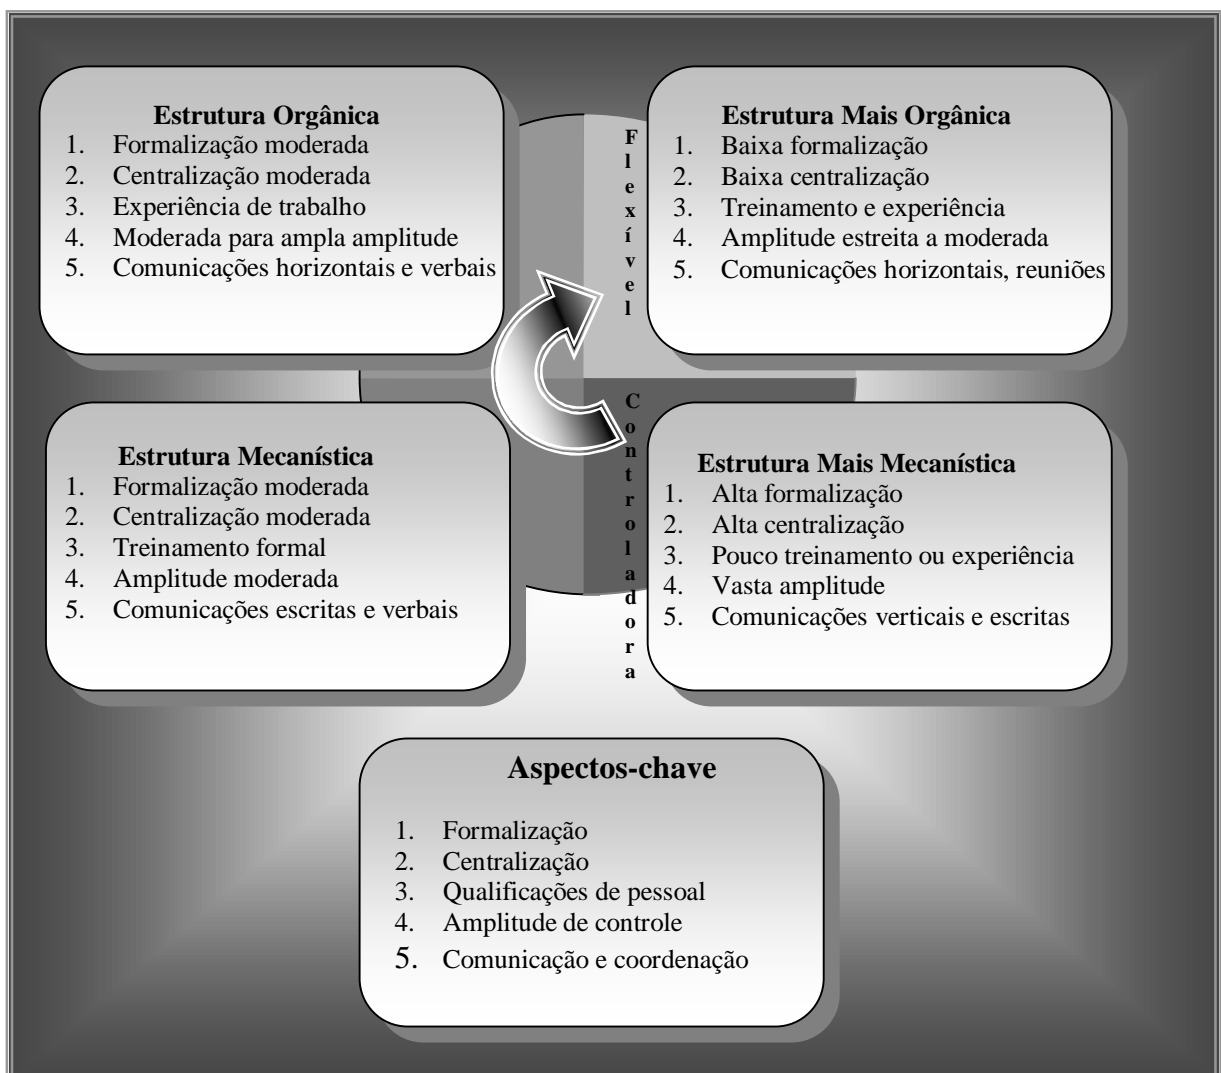 Estrutura Orgânica
1. Formalização moderada
2. Centralização moderada
3. Experiência de trabalho
4. Moderada para ampla amplitude
5. Comunicações horizontais e verbais
Flexível
Estrutura Mais Orgânica
1. Baixa formalização
2. Baixa centralização
3. Treinamento e experiência
4. Amplitude estreita a moderada
5. Comunicações horizontais, reuniões
Estrutura Mecanística
1. Formalização moderada
2. Centralização moderada
3. Treinamento formal
4. Amplitude moderada
5. Comunicações escritas e verbais
Controladora
Estrutura Mais Mecanística
1. Alta formalização
2. Alta centralização
3. Pouco treinamento ou experiência
4. Vasta amplitude
5. Comunicações verticais e escritas
Aspectos-chave
1. Formalização
2. Centralização
3. Qualificações de pessoal
4. Amplitude de controle
5. Comunicação e coordenação